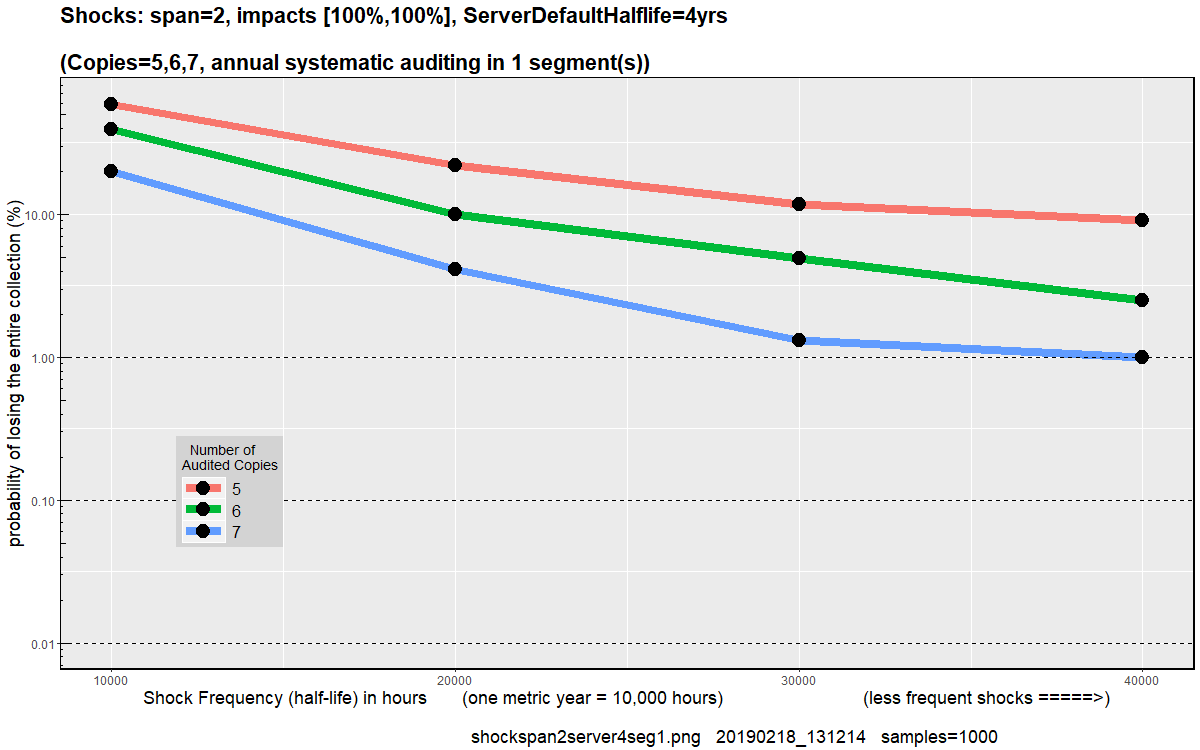 Shocks: span=2, impacts [100%,100%], ServerDefaultHalflife=4yrs
(Copies=5,6,7, annual systematic auditing in 1 segment(s))
probability of losing the entire collection (%)
10.00
1.00
0.10
0.01
Number of
Audited Copies
5
6
7
10000 20000 30000 40000
Shock Frequency (half-life) in hours (one metric year = 10,000 hours) (less frequent shocks =====>)
shockspan2server4seg1.png 20190218_131214 samples=1000